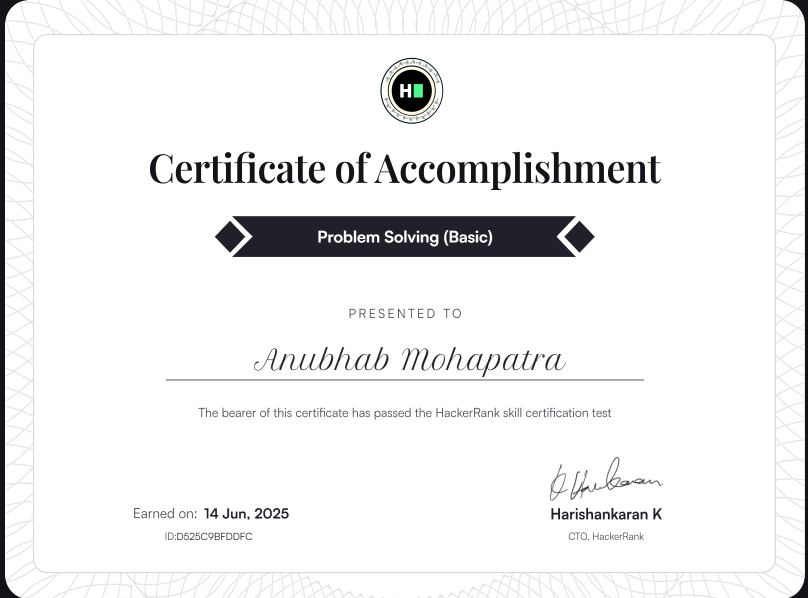 H
Certificate of Accomplishment
Problem Solving (Basic)
PRESENTED TO
Anubhab Mohapatra
The bearer of this certificate has passed the HackerRank skill certification test
Earned on: 14 Jun, 2025
ID:D525C9BFDDFC
Harishankaran K
CTO, HackerRank